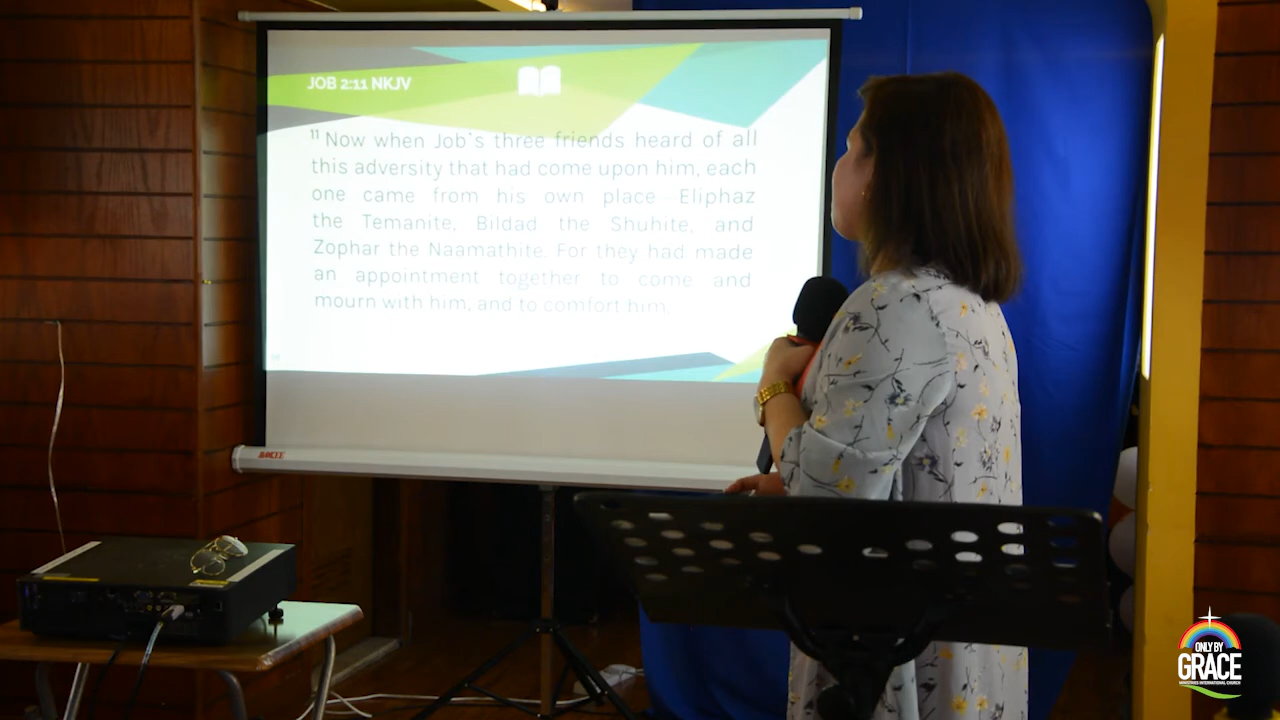 JOB 2:11 NKJV
11 Now when Job's three friends heard of all
this adversity that had come upon him, each
one came from his own place Eliphaz
the Temanite, Bildad the Shuhite, and
Zophar the Naamathite. For they had made
an appointment together to come and
mourn with him, and to comfort him.
ONLY BY
GRACE
MINISTRIES INTERNATIONAL CHURCH